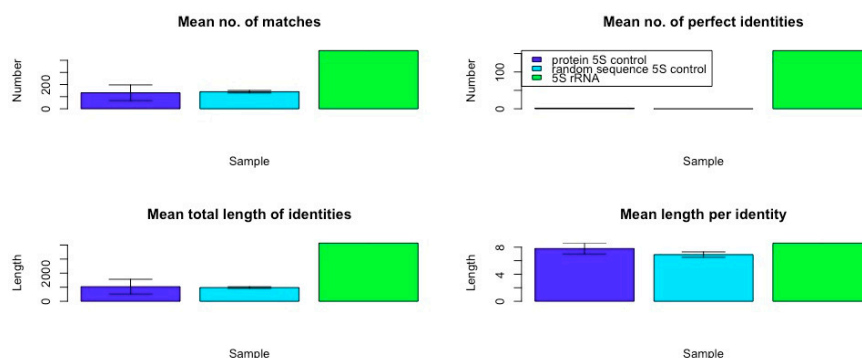 Mean no. of matches
Number
0
200
Sample
Mean no. of perfect identities
Number
0
100
protein 5S control
random sequence 5S control
5S rRNA
Sample
Mean total length of identities
Length
0
2000
Sample
Mean length per identity
Length
0
4
8
Sample